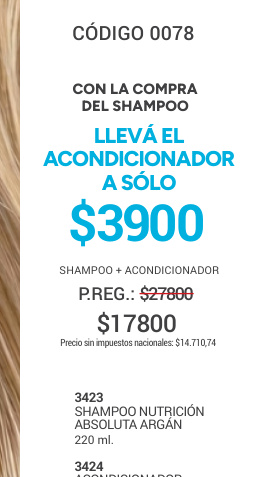 CÓDIGO 0078
CON LA COMPRA
DEL SHAMPOO
LLEVÁ EL
ACONDICIONADOR
A SÓLO
$3900
SHAMPOO + ACONDICIONADOR
P.REG.: $27800
$17800
Precio sin impuestos nacionales: $14.710,74
3423
SHAMPOO NUTRICIÓN
ABSOLUTA ARGÁN
220 ml.
3424
ACONDICIONADOR